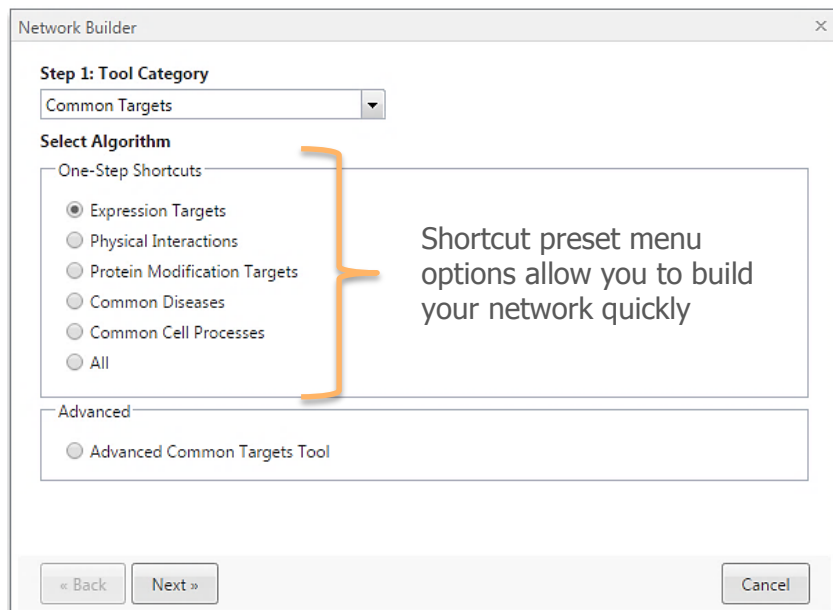 Network Builder
Step 1: Tool Category
Common Targets
Select Algorithm
One-Step Shortcuts
Expression Targets
Physical Interactions
Protein Modification Targets
Common Diseases
Common Cell Processes
All
Shortcut preset menu
options allow you to build
your network quickly
Advanced
Advanced Common Targets Tool
« Back
Next »
Cancel